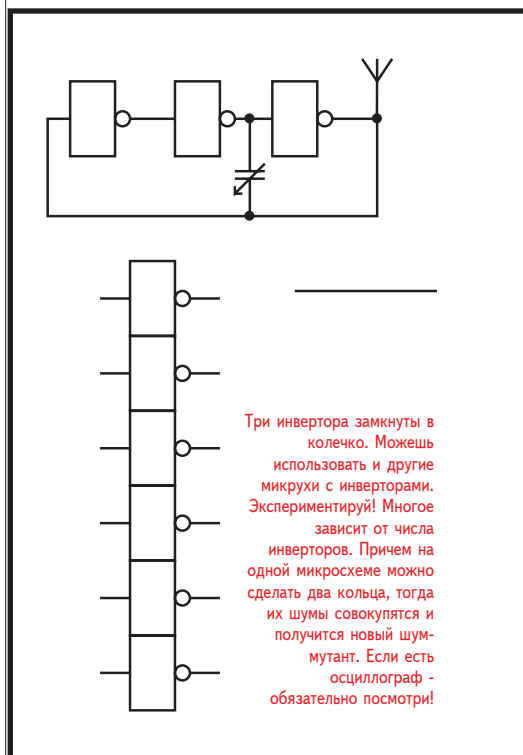 Три инвертора замкнуты в
колечко. Можешь
использовать и другие
микрухи с инверторами.
Экспериментируй! Многое
зависит от числа
инверторов. Причем на
одной микросхеме можно
сделать два кольца, тогда
их шумы совокупятся и
получится новый шум-
мутант. Если есть
осциллограф -
обязательно посмотри!